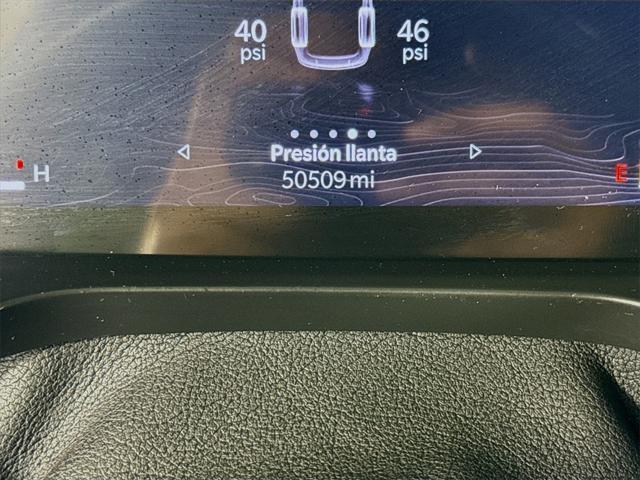 40 46
psi psi
Presión llanta
50509 mi
H E